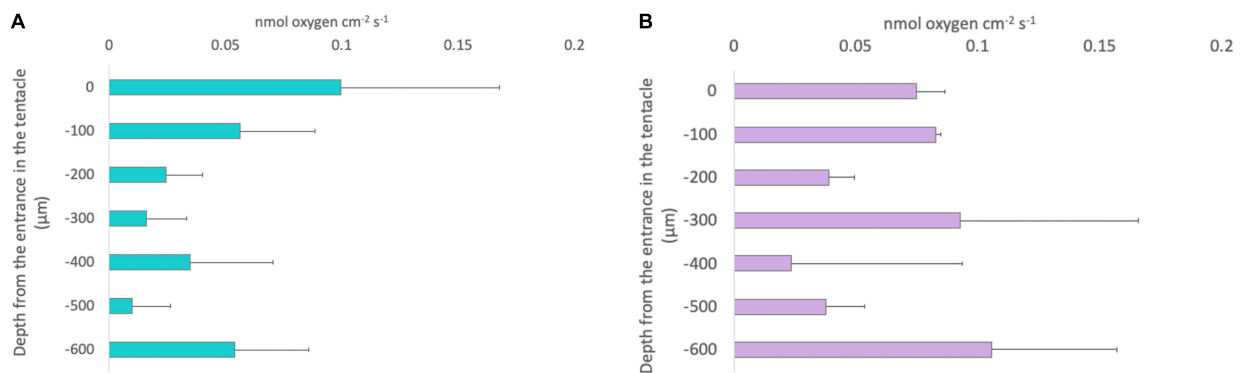 A
nmol oxygen cm-2 s-1
0 0.05 0.1 0.15 0.2
Depth from the entrance in the tentacle
(µm)
0
-100
-200
-300
-400
-500
-600
B
nmol oxygen cm-2 s-1
0 0.05 0.1 0.15 0.2
Depth from the entrance in the tentacle
(µm)
0
-100
-200
-300
-400
-500
-600